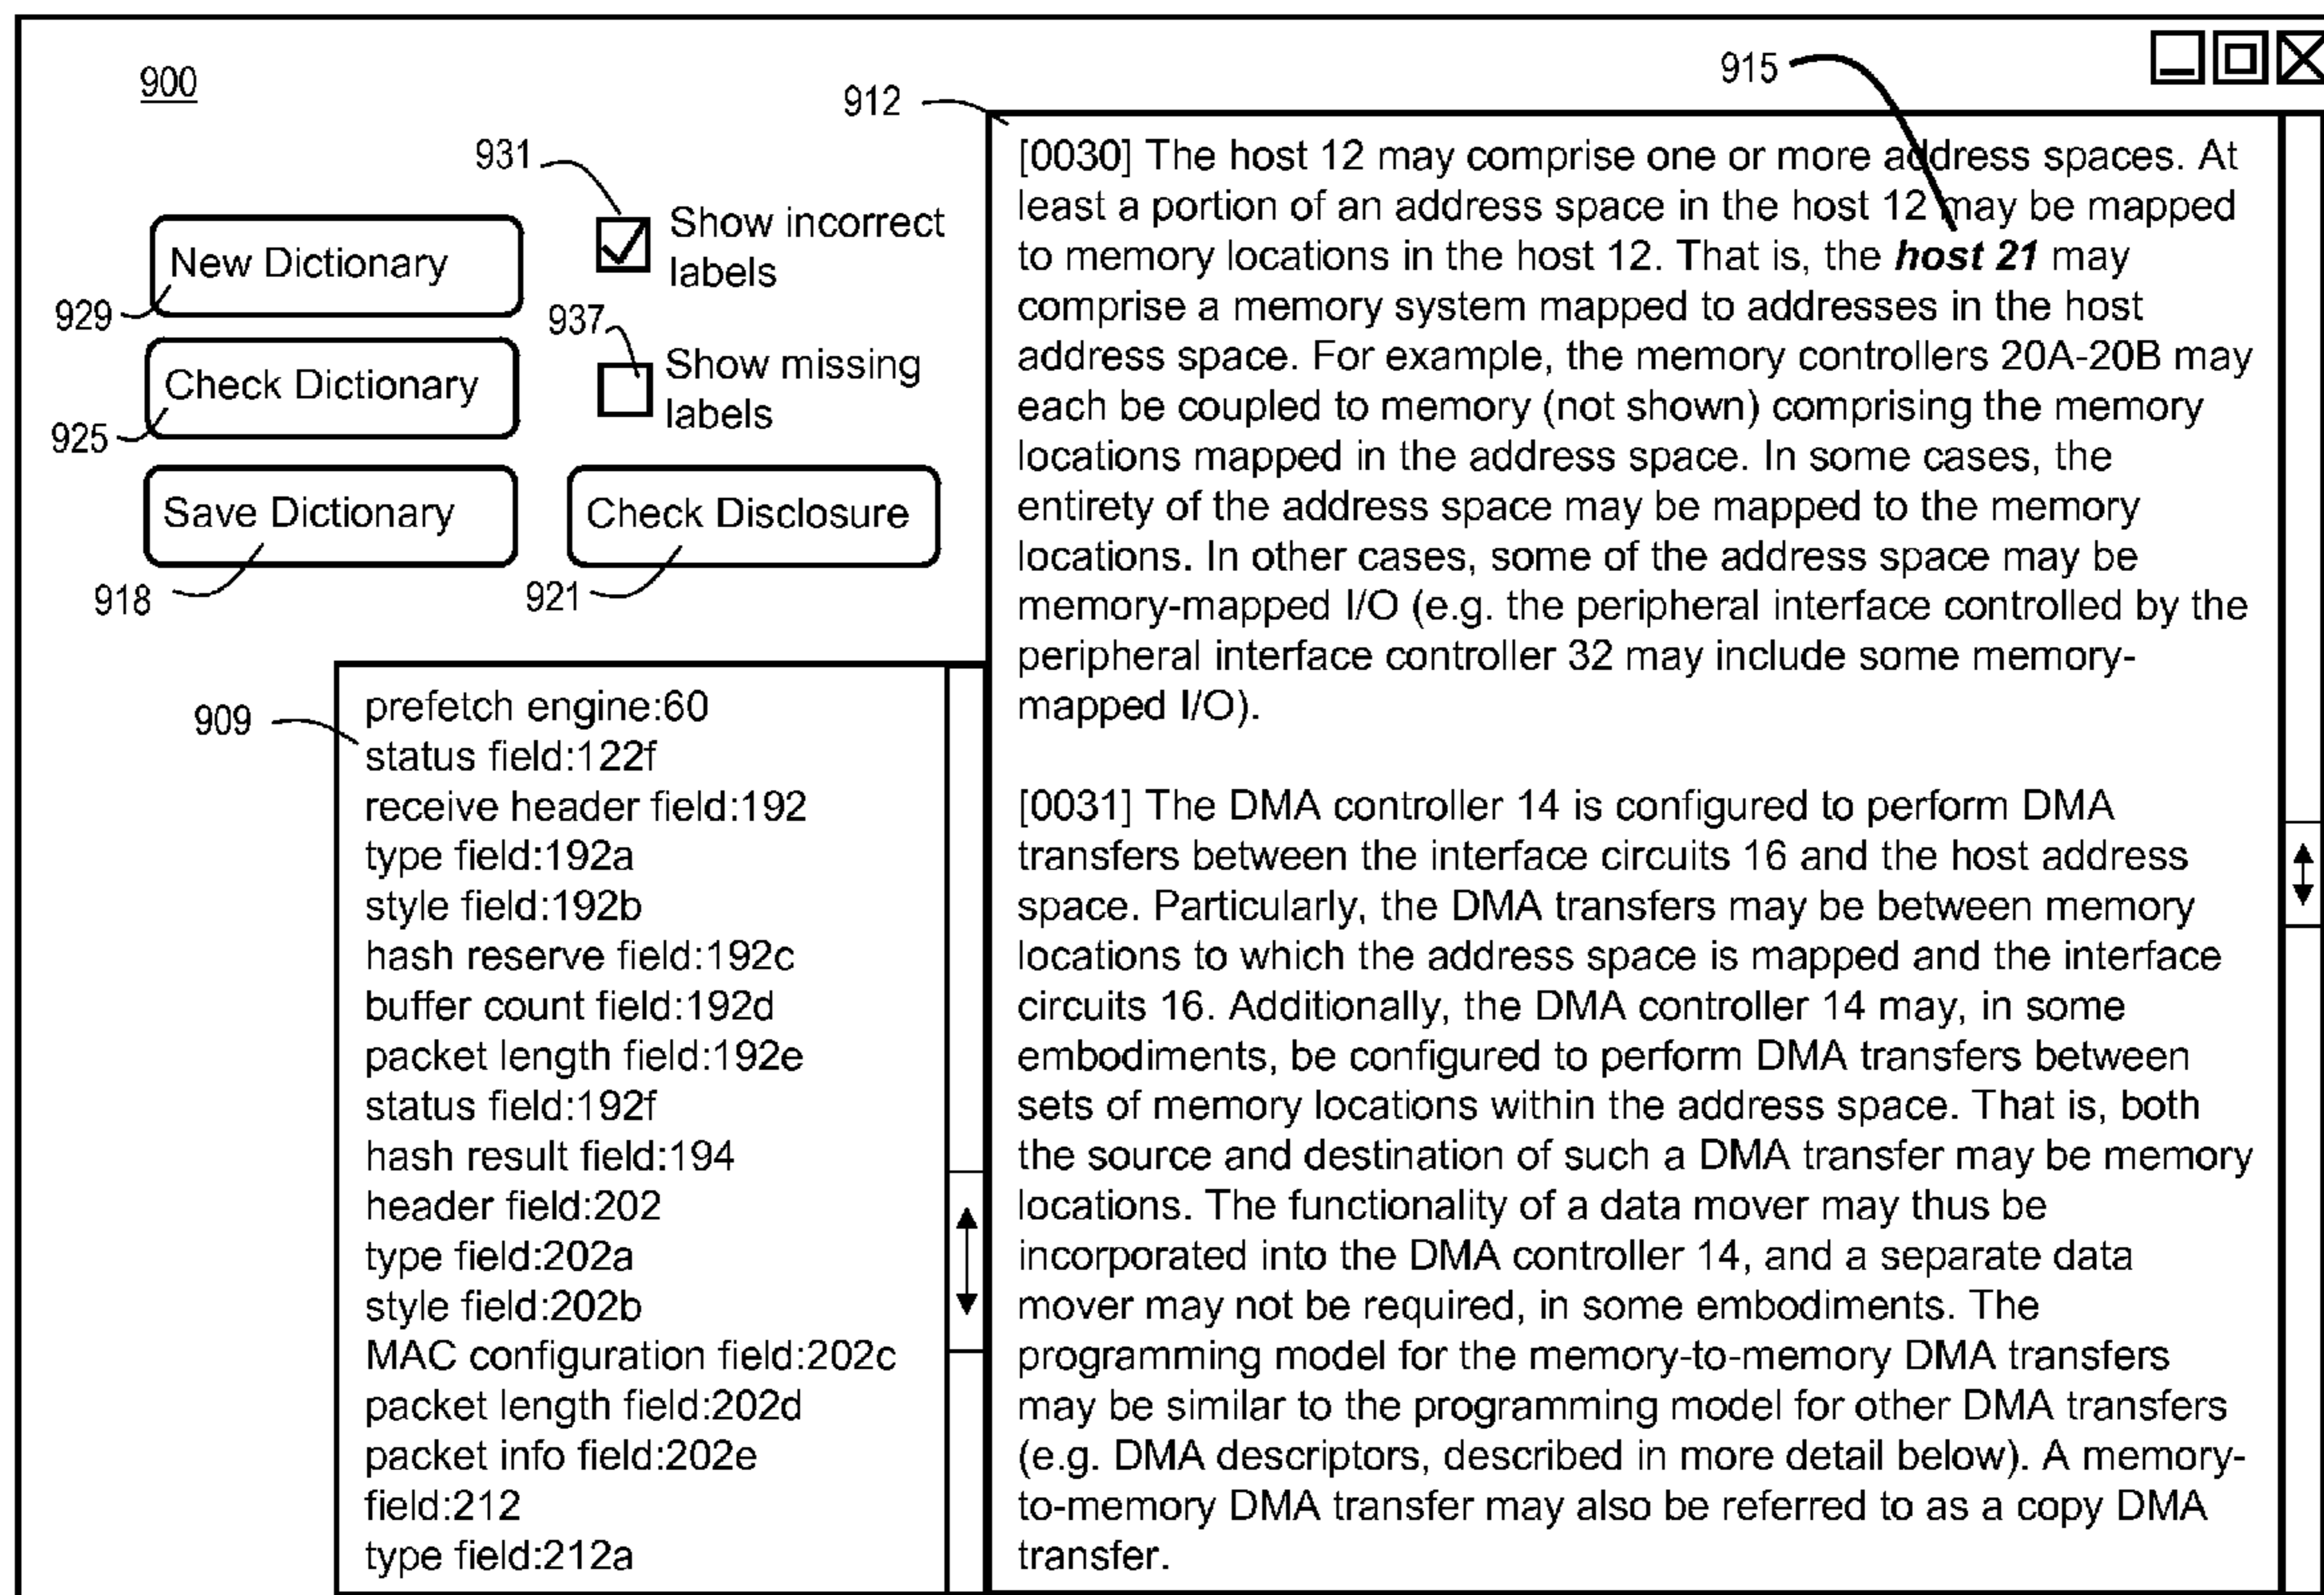 900
915
912
931
Show incorrect
labels
New Dictionary
929
937
Show missing
labels
Check Dictionary
925
Save Dictionary
Check Disclosure
918
921
909
prefetch engine:60
status field:122f
receive header field:192
type field:192a
style field:192b
hash reserve field:192c
buffer count field:192d
packet length field:192e
status field:192f
hash result field:194
header field:202
type field:202a
style field:202b
MAC configuration field:202c
packet length field:202d
packet info field:202e
field:212
type field:212a
[0030] The host 12 may comprise one or more address spaces. At
least a portion of an address space in the host 12 may be mapped
to memory locations in the host 12. That is, the host 21 may
comprise a memory system mapped to addresses in the host
address space. For example, the memory controllers 20A-20B may
each be coupled to memory (not shown) comprising the memory
locations mapped in the address space. In some cases, the
entirety of the address space may be mapped to the memory
locations. In other cases, some of the address space may be
memory-mapped I/O (e.g. the peripheral interface controlled by the
peripheral interface controller 32 may include some memory-
mapped I/O).
[0031] The DMA controller 14 is configured to perform DMA
transfers between the interface circuits 16 and the host address
space. Particularly, the DMA transfers may be between memory
locations to which the address space is mapped and the interface
circuits 16. Additionally, the DMA controller 14 may, in some
embodiments, be configured to perform DMA transfers between
sets of memory locations within the address space. That is, both
the source and destination of such a DMA transfer may be memory
locations. The functionality of a data mover may thus be
incorporated into the DMA controller 14, and a separate data
mover may not be required, in some embodiments. The
programming model for the memory-to-memory DMA transfers
may be similar to the programming model for other DMA transfers
(e.g. DMA descriptors, described in more detail below). A memory-
to-memory DMA transfer may also be referred to as a copy DMA
transfer.